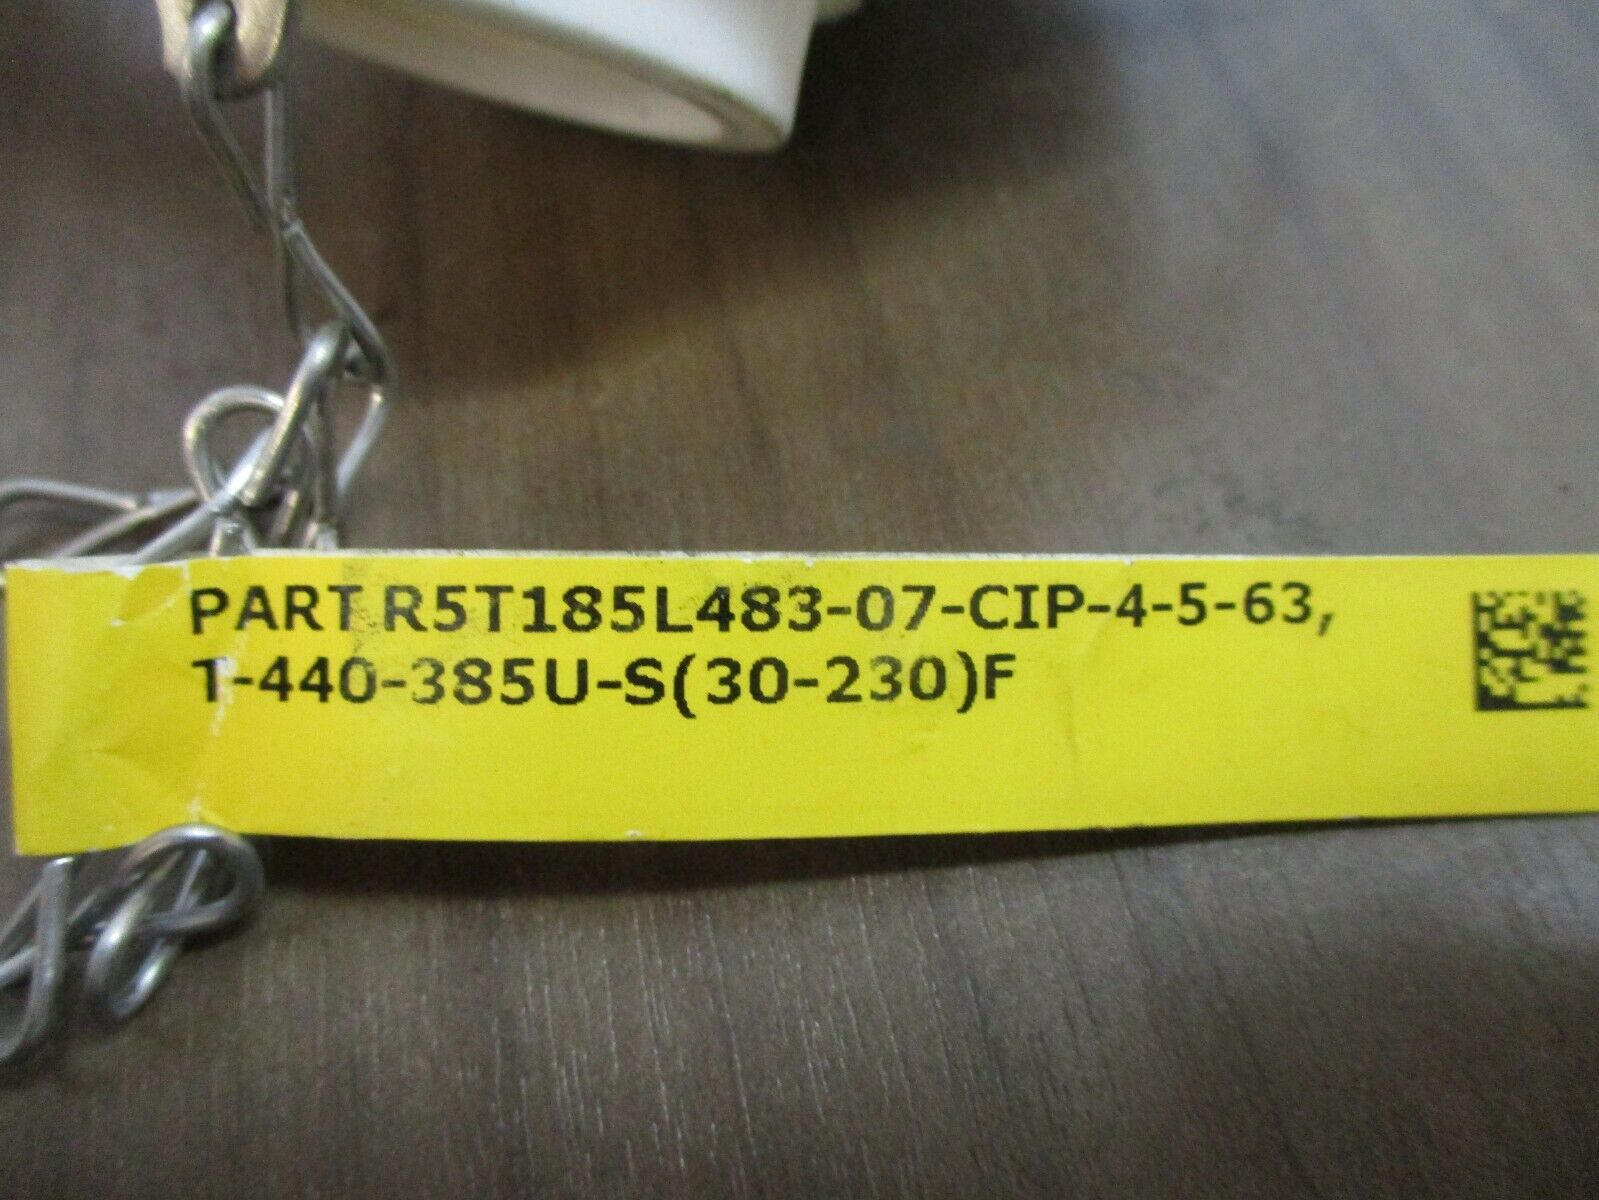 PART R5T185L483-07-CIP-4-5-63,
T-440-385U-S(30-230)F